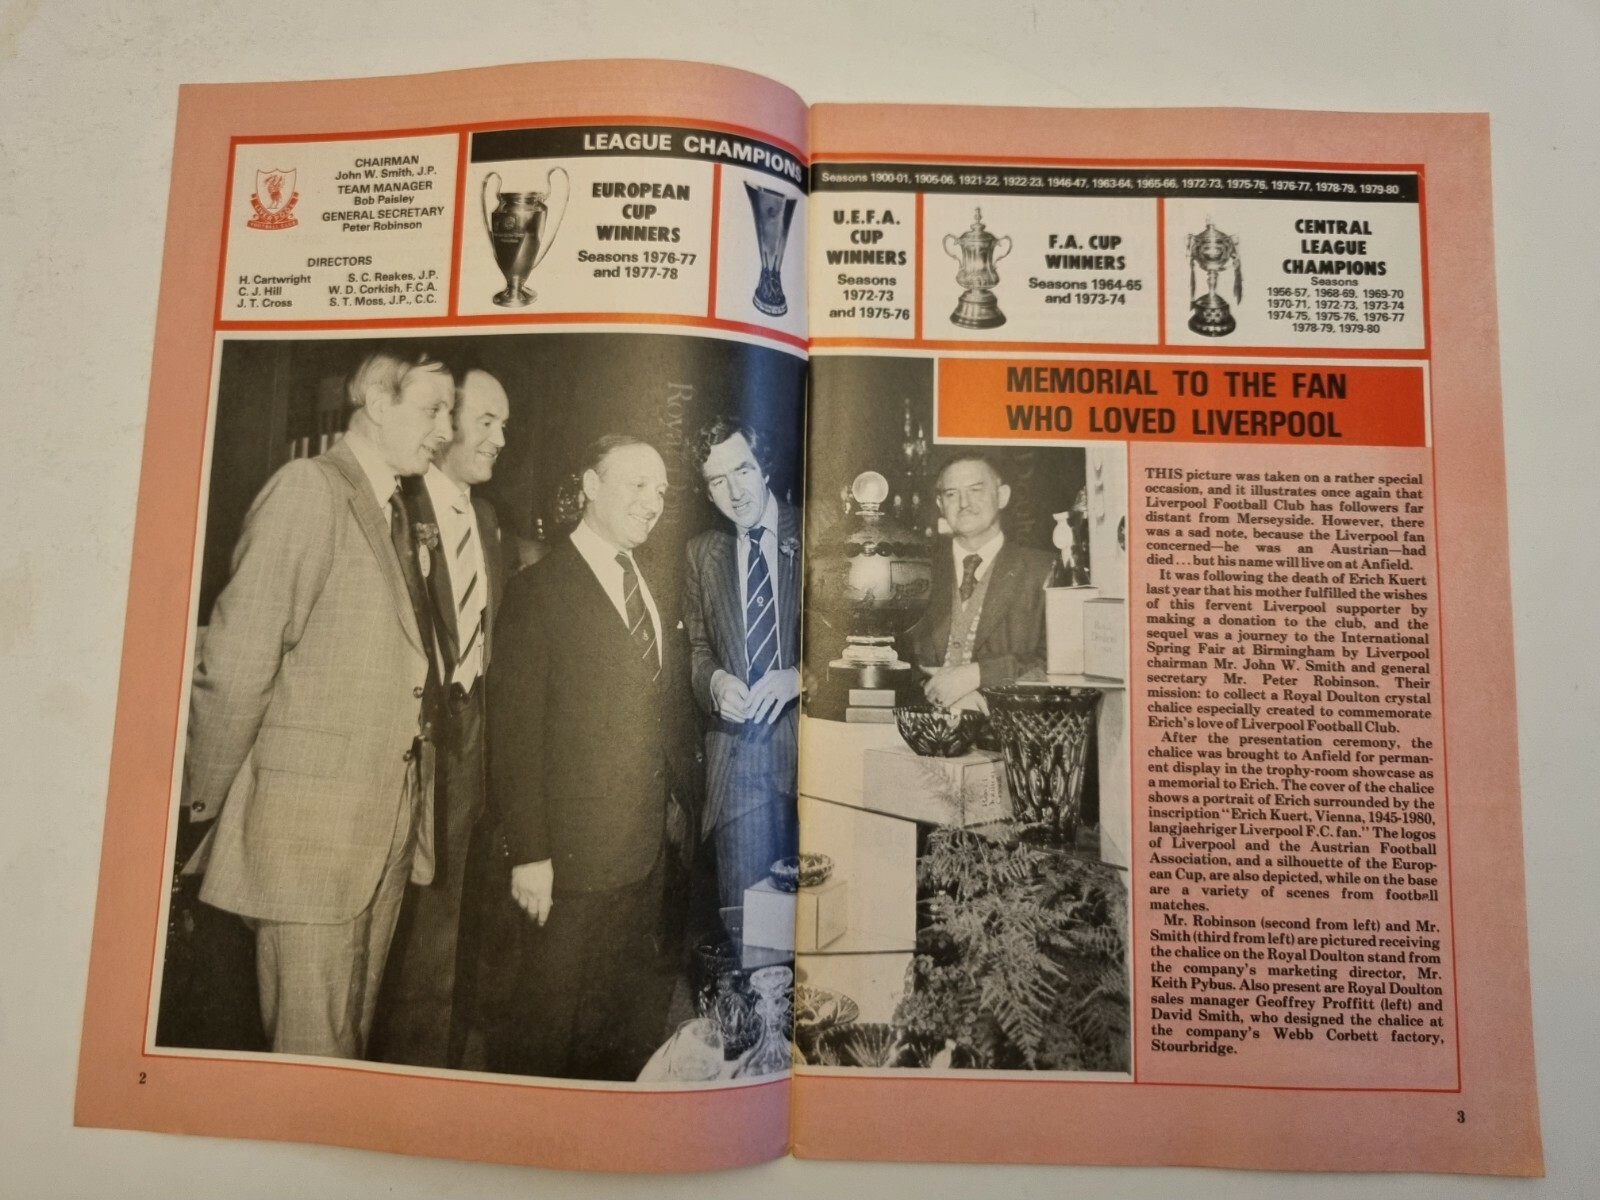 CHAIRMAN
John W. Smith, J.P.
TEAM MANAGER
Bob Paisley
GENERAL SECRETARY
Peter Robinson
DIRECTORS
H. Cartwright S. C. Reakes, J.P.
C. J. Hill W. D. Corkish, F.C.A.
J. T. Cross S. T. Moss, J.P., C.C.
LEAGUE CHAMPIONS
Seasons 1900-01, 1905-06, 1921-22, 1922-23, 1946-47, 1963-64, 1965-66, 1972-73, 1975-76, 1976-77, 1978-79, 1979-80
EUROPEAN
CUP
WINNERS
Seasons 1976-77
and 1977-78
U.E.F.A.
CUP
WINNERS
Seasons
1972-73
and 1975-76
F.A. CUP
WINNERS
Seasons 1964-65
and 1973-74
CENTRAL
LEAGUE
CHAMPIONS
Seasons
1956-57, 1968-69, 1969-70
1970-71, 1972-73, 1973-74
1974-75, 1975-76, 1976-77
1978-79, 1979-80
Royal
MEMORIAL TO THE FAN
WHO LOVED LIVERPOOL
THIS picture was taken on a rather special
occasion, and it illustrates once again that
Liverpool Football Club has followers far
distant from Merseyside. However, there
was a sad note, because the Liverpool fan
concerned—he was an Austrian—had
died...but his name will live on at Anfield.
It was following the death of Erich Kuert
last year that his mother fulfilled the wishes
of this fervent Liverpool supporter by
making a donation to the club, and the
sequel was a journey to the International
Spring Fair at Birmingham by Liverpool
chairman Mr. John W. Smith and general
secretary Mr. Peter Robinson. Their
mission: to collect a Royal Doulton crystal
chalice especially created to commemorate
Erich's love of Liverpool Football Club.
After the presentation ceremony, the
chalice was brought to Anfield for perman-
ent display in the trophy-room showcase as
a memorial to Erich. The cover of the chalice
shows a portrait of Erich surrounded by the
inscription "Erich Kuert, Vienna, 1945-1980,
langjaehriger Liverpool F.C. fan." The logos
of Liverpool and the Austrian Football
Association, and a silhouette of the Europ-
ean Cup, are also depicted, while on the base
are a variety of scenes from football
matches.
Mr. Robinson (second from left) and Mr.
Smith (third from left) are pictured receiving
the chalice on the Royal Doulton stand from
the company's marketing director, Mr.
Keith Pybus. Also present are Royal Doulton
sales manager Geoffrey Proffitt (left) and
David Smith, who designed the chalice at
the company's Webb Corbett factory,
Stourbridge.
2
3